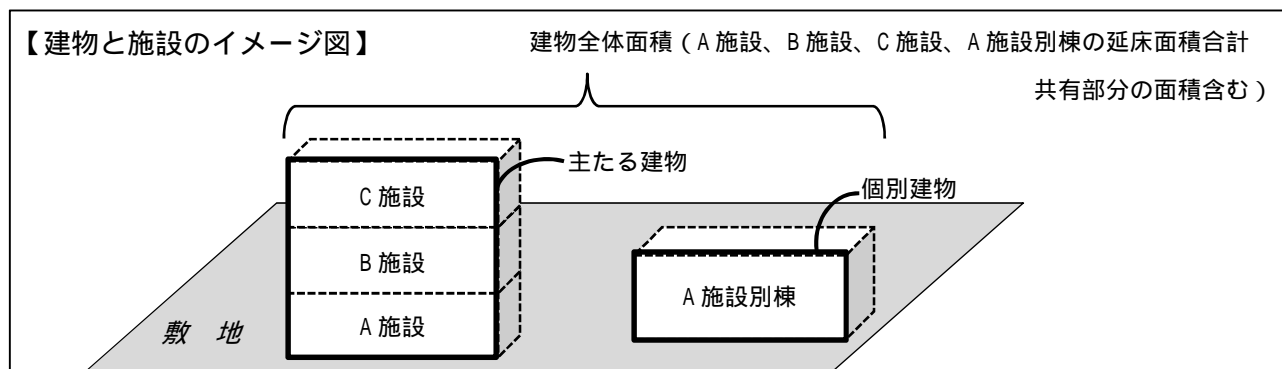 【建物と施設のイメージ図】
建物全体面積(A施設、B施設、C施設、A施設別棟の延床面積合計
共有部分の面積含む)
主たる建物
C施設
個別建物
B施設
A施設別棟
A施設
敷 地